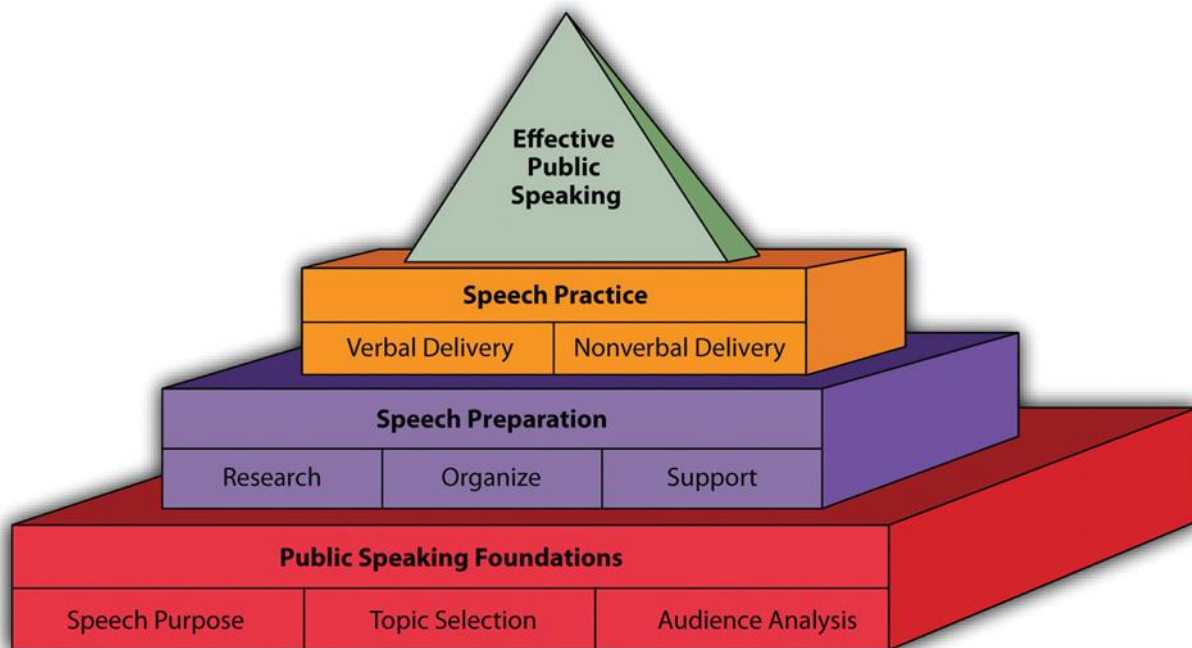 Effective
Public
Speaking
Speech Practice
Verbal Delivery
Nonverbal Delivery
Speech Preparation
Research
Organize
Support
Public Speaking Foundations
Speech Purpose
Topic Selection
Audience Analysis